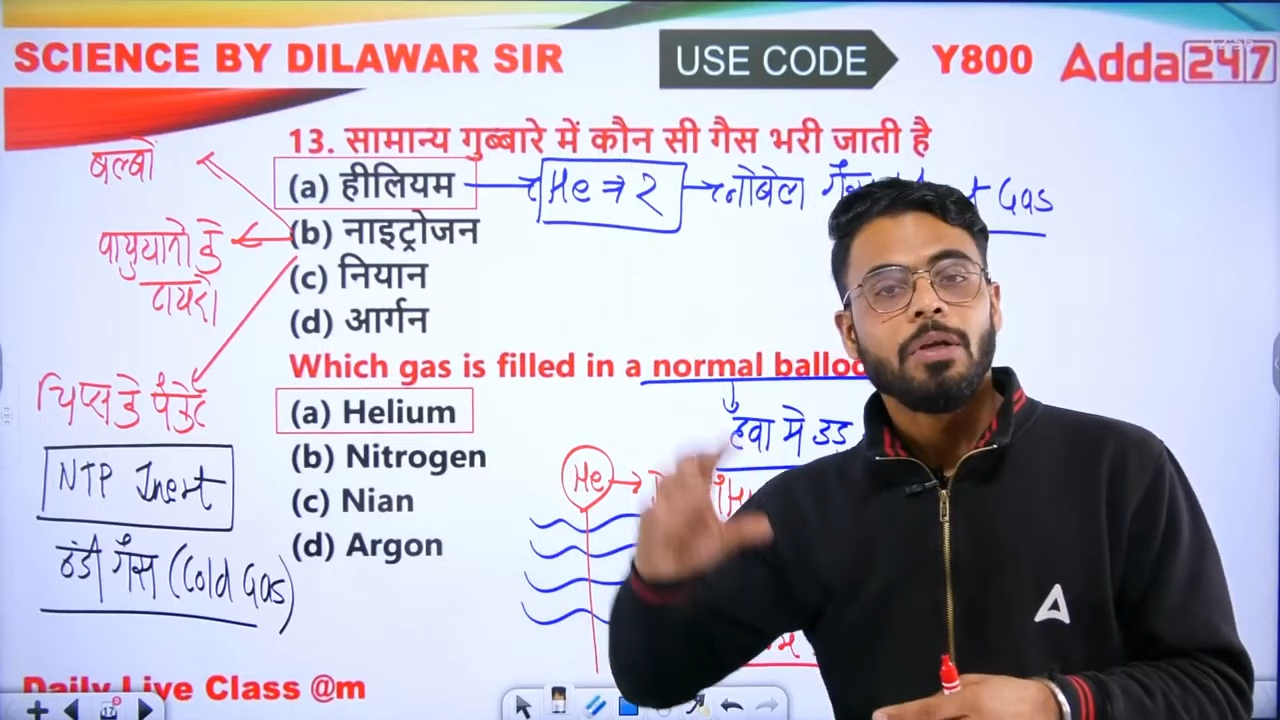 SCIENCE BY DILAWAR SIR
USE CODE
Y800
Adda247
13. सामान्य गुब्बारे में कौन सी गैस भरी जाती है
(a) हीलियम
He ⇒ 2
नोबेल
Gas
(b) नाइट्रोजन
(c) नियान
(d) आर्गन
बल्बों
टायरों
Which gas is filled in a normal
(a) Helium
(b) Nitrogen
(c) Nian
(d) Argon
हवा मे उड़
He
NTP Inert
ठंडी गैस (Cold Gas)
Daily Live Class @m
17